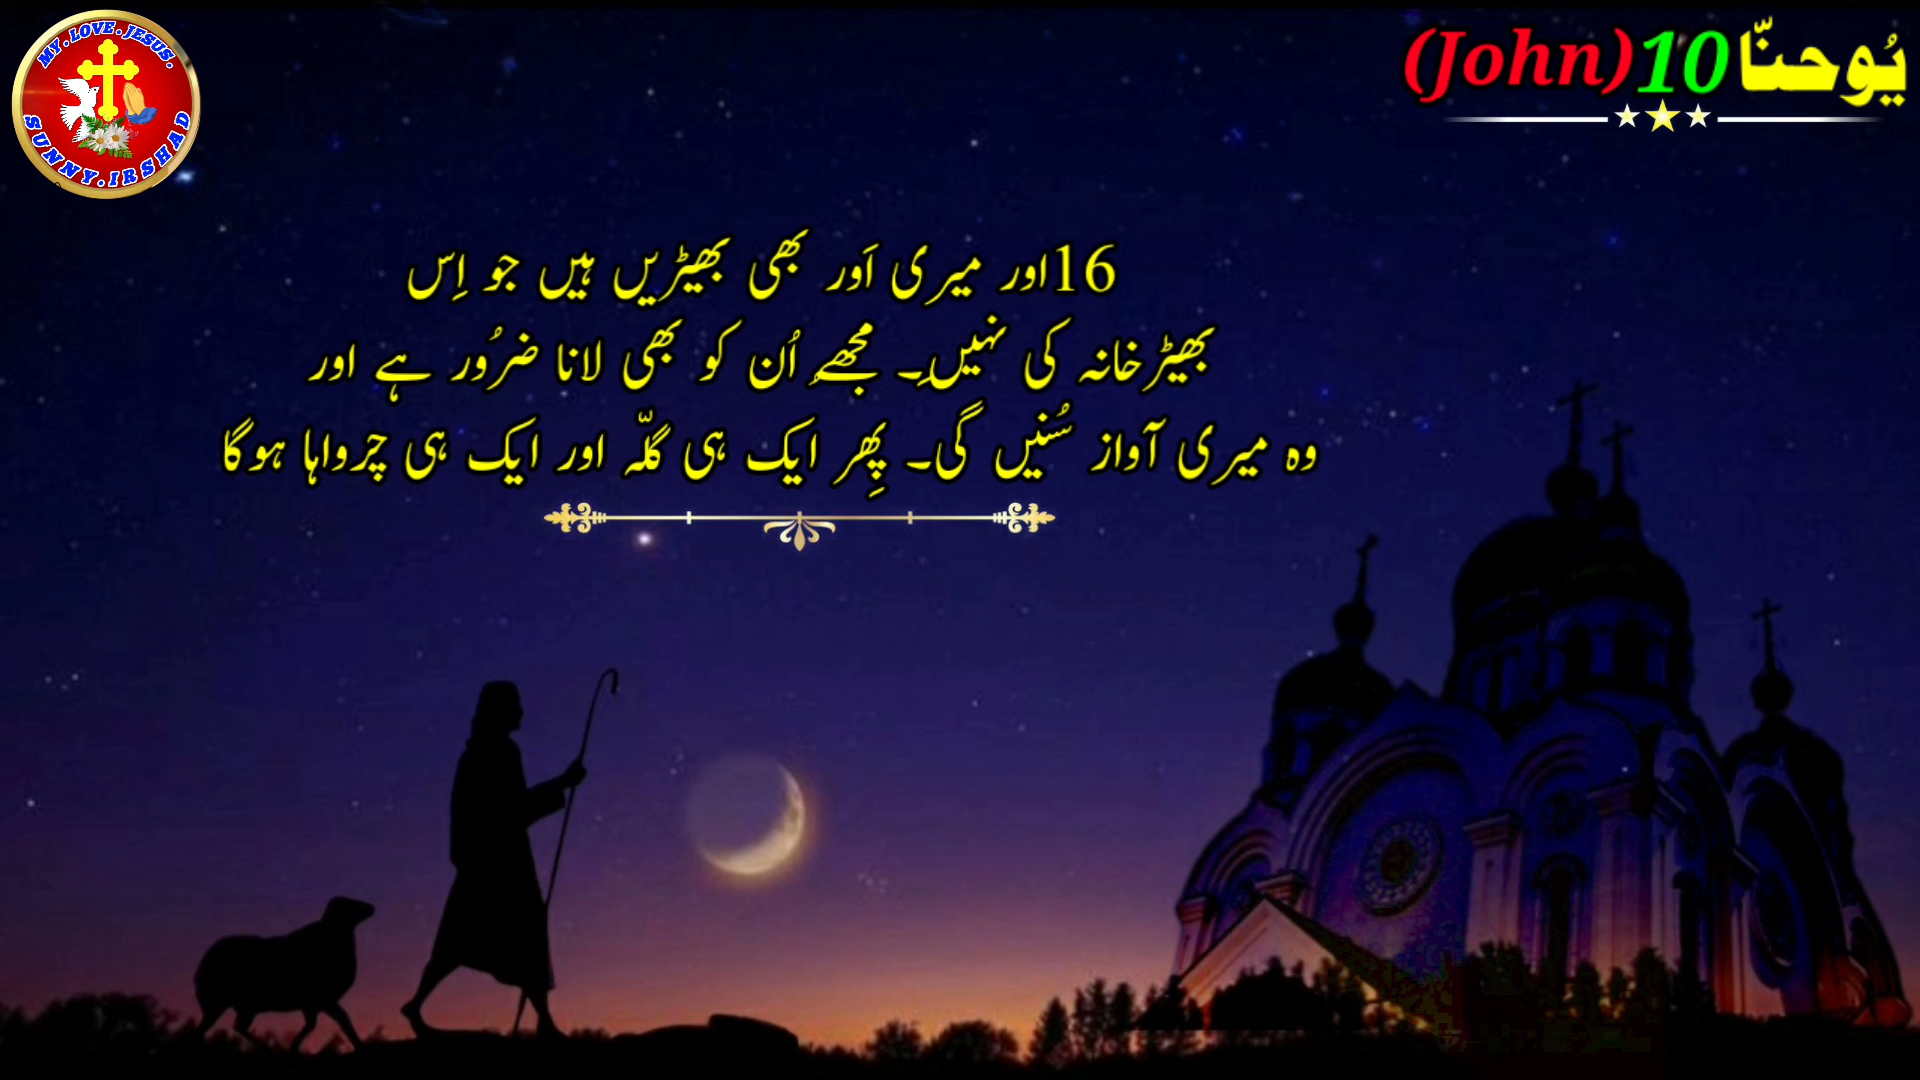 MY.LOVE.JESUS.
SUNNY.IRSHAD
یُوحنّا10(John)
16اور میری اَور بھی بھیڑیں ہیں جو اِس
بھیڑخانہ کی نہیں۔ مجھے اُن کو بھی لانا ضرُور ہے اور
وہ میری آواز سُنیں گی۔ پِھر ایک ہی گلّہ اور ایک ہی چرواہا ہوگا